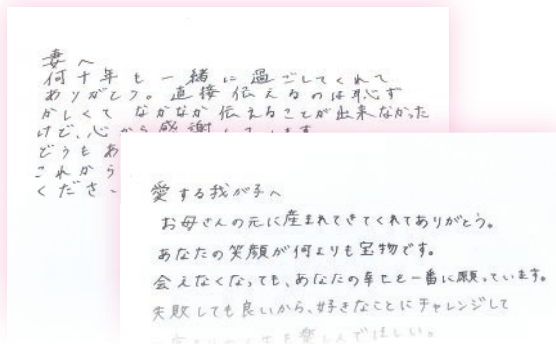 妻へ
何十年も一緒に過ごしてくれて
ありがとう。直接伝えるのは恥ず
かしくて なかなか伝えることが出来なかった
けど、心から感謝しています
どうもあ
これから
くださ
愛する我が子へ
お母さんの元に産まれてきてくれてありがとう。
あなたの笑顔が何よりも宝物です。
会えなくなっても、あなたの幸せを一番に願っています。
失敗しても良いから、好きなことにチャレンジして
を楽しんでほしい。